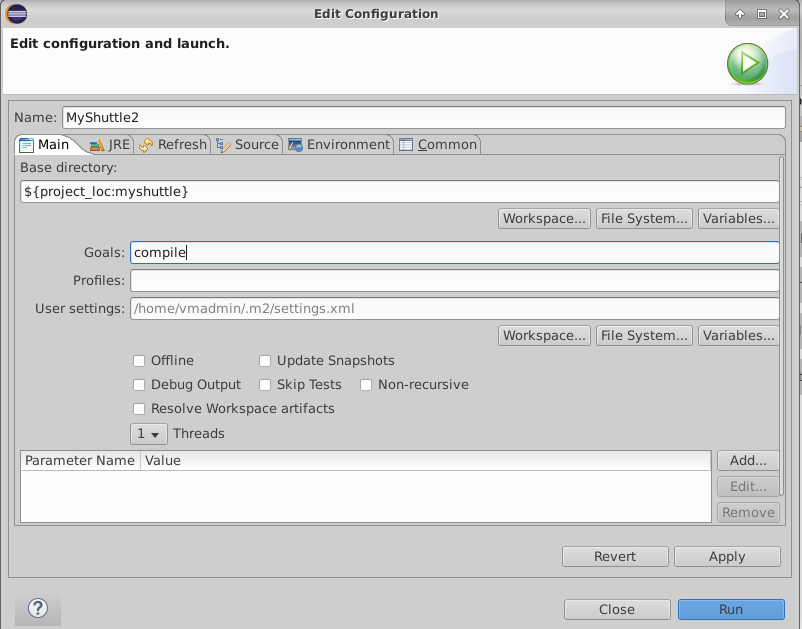 Edit Configuration
Edit configuration and launch.
Name: MyShuttle2
Main JRE Refresh Source Environment Common
Base directory:
${project_loc:myshuttle}
Workspace... File System... Variables...
Goals: compile
Profiles:
User settings: /home/vmadmin/.m2/settings.xml
Workspace... File System... Variables...
Offline Update Snapshots
Debug Output Skip Tests Non-recursive
Resolve Workspace artifacts
1 Threads
Parameter Name Value Add...
Edit...
Remove
Revert Apply
? Close Run